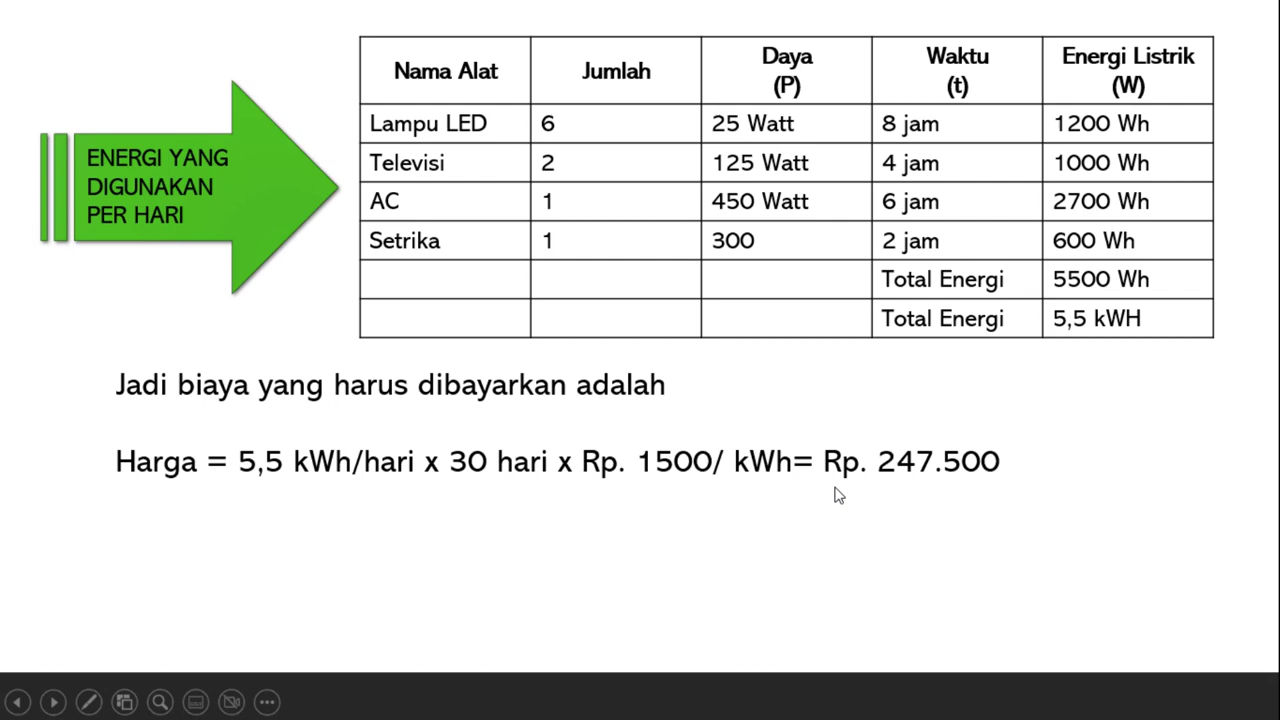 ENERGI YANG
DIGUNAKAN
PER HARI
Nama Alat Jumlah Daya (P) Waktu (t) Energi Listrik (W)
Lampu LED 6 25 Watt 8 jam 1200 Wh
Televisi 2 125 Watt 4 jam 1000 Wh
AC 1 450 Watt 6 jam 2700 Wh
Setrika 1 300 2 jam 600 Wh
Total Energi 5500 Wh
Total Energi 5,5 kWH
Jadi biaya yang harus dibayarkan adalah
Harga = 5,5 kWh/hari x 30 hari x Rp. 1500/ kWh= Rp. 247.500